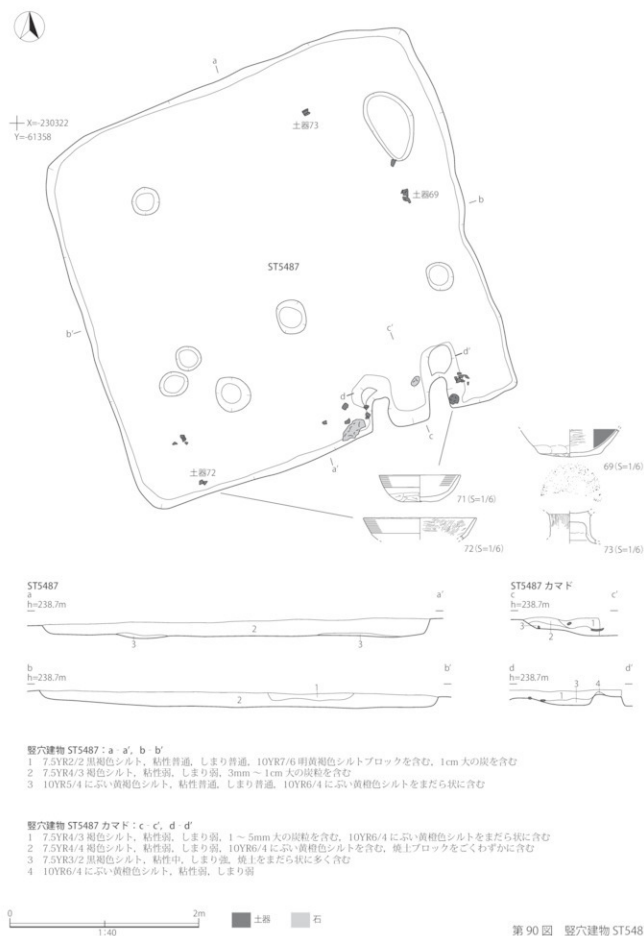 a
X=-230322
Y=-61358
土器73
土器69
b
ST5487
c'
b'
d'
d
c
土器72
a'
69(S=1/6)
71(S=1/6)
72(S=1/6)
73(S=1/6)
ST5487
a a'
h=238.7m
2
3 3
b b'
h=238.7m
1
2
ST5487 カマド
c c'
h=238.7m
3 1
2
d d'
h=238.7m
3 4
1
竪穴建物 ST5487：a‐a’，b‐b’
1 7.5YR2/2 黒褐色シルト，粘性普通，しまり普通，10YR7/6 明黄褐色シルトブロックを含む，1cm 大の炭を含む
2 7.5YR4/3 褐色シルト，粘性弱，しまり弱，3mm ～ 1cm 大の炭粒を含む
3 10YR5/4 にぶい黄褐色シルト，粘性普通，しまり普通，10YR6/4 にぶい黄橙色シルトをまだら状に含む
竪穴建物 ST5487 カマド：c‐c’，d‐d’
1 7.5YR4/3 褐色シルト，粘性弱，しまり弱，1 ～ 5mm 大の炭粒を含む，10YR6/4 にぶい黄橙色シルトをまだら状に含む
2 7.5YR4/4 褐色シルト，粘性弱，しまり弱，10YR6/4 にぶい黄橙色シルトを含む，焼土ブロックをごくわずかに含む
3 7.5YR3/2 黒褐色シルト，粘性中，しまり強，焼土をまだら状に多く含む
4 10YR6/4 にぶい黄橙色シルト，粘性弱，しまり弱
0 2m
1:40
土器 石
第 90 図 竪穴建物 ST548